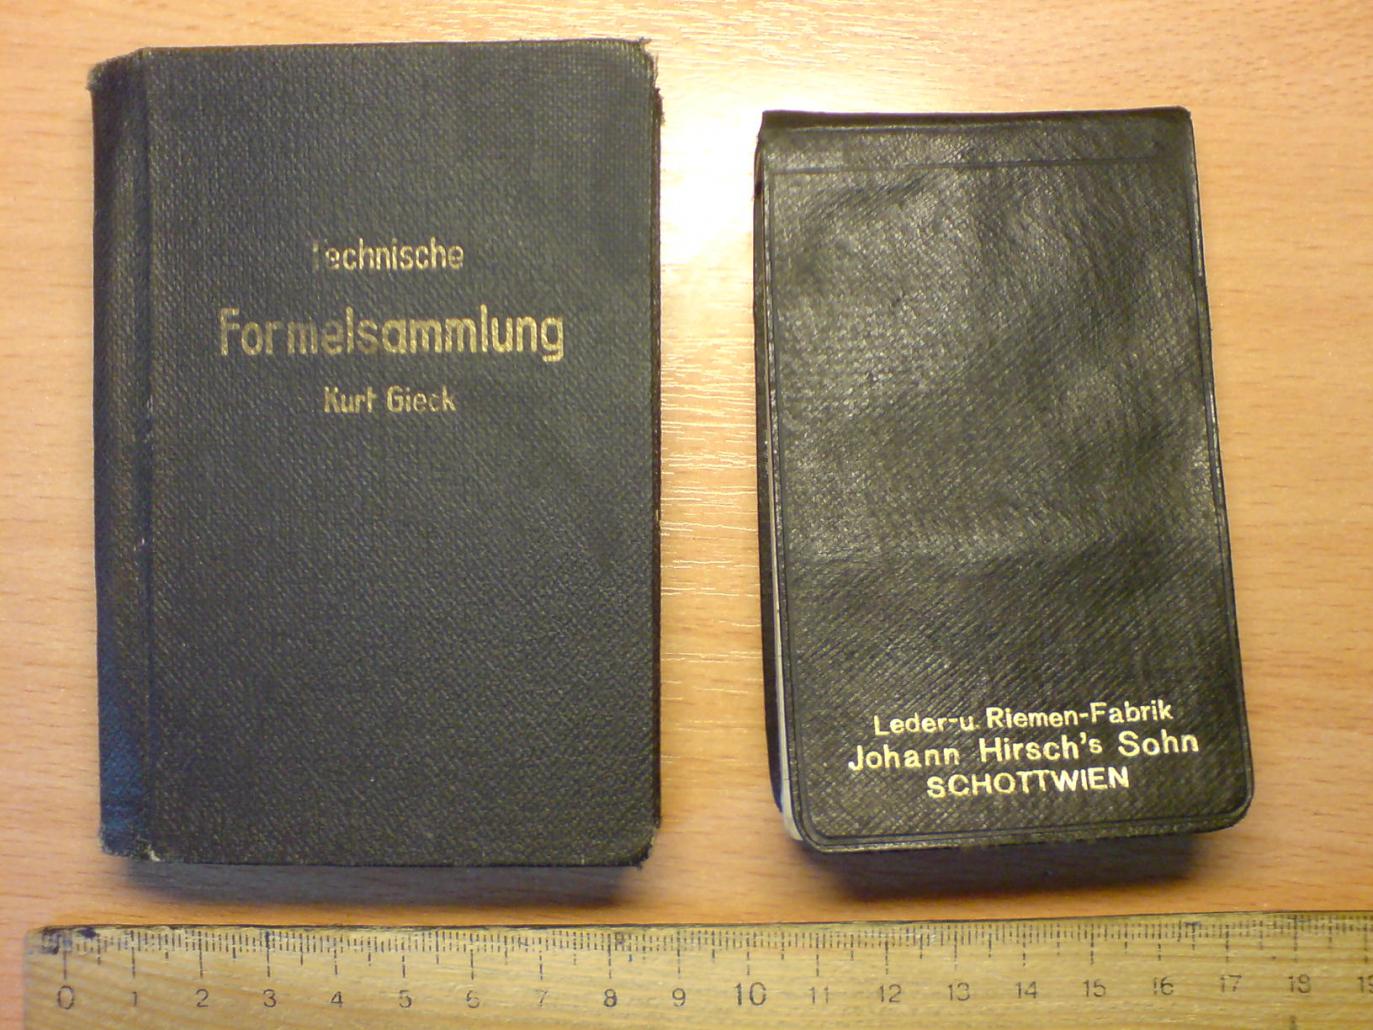 Technische
Formelsammlung
Kurt Gieck
Leder-u. Riemen-Fabrik
Johann Hirsch's Sohn
SCHOTTWIEN
0 1 2 3 4 5 6 7 8 9 10 11 12 13 14 15 16 17 18 19